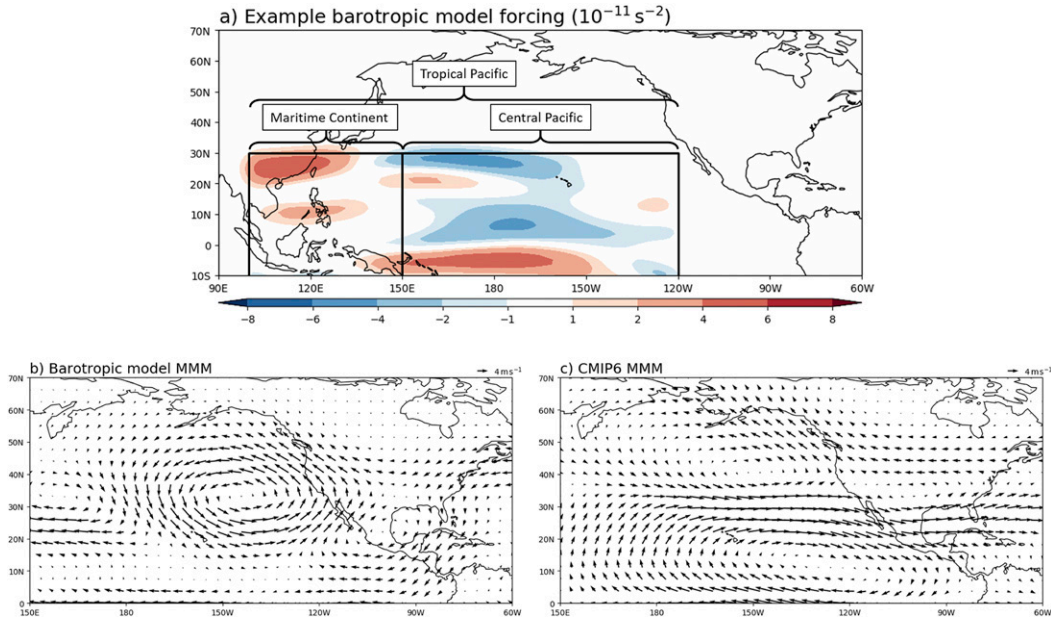 a) Example barotropic model forcing (10⁻¹¹ s⁻²)
70N
60N
50N
40N
30N
20N
10N
0
10S
Tropical Pacific
Maritime Continent
Central Pacific
90E 120E 150E 180 150W 120W 90W 60W
−8 −6 −4 −2 −1 1 2 4 6 8
b) Barotropic model MMM
4 ms⁻¹
70N
60N
50N
40N
30N
20N
10N
0
150E 180 150W 120W 90W 60W
c) CMIP6 MMM
4 ms⁻¹
70N
60N
50N
40N
30N
20N
10N
0
150E 180 150W 120W 90W 60W